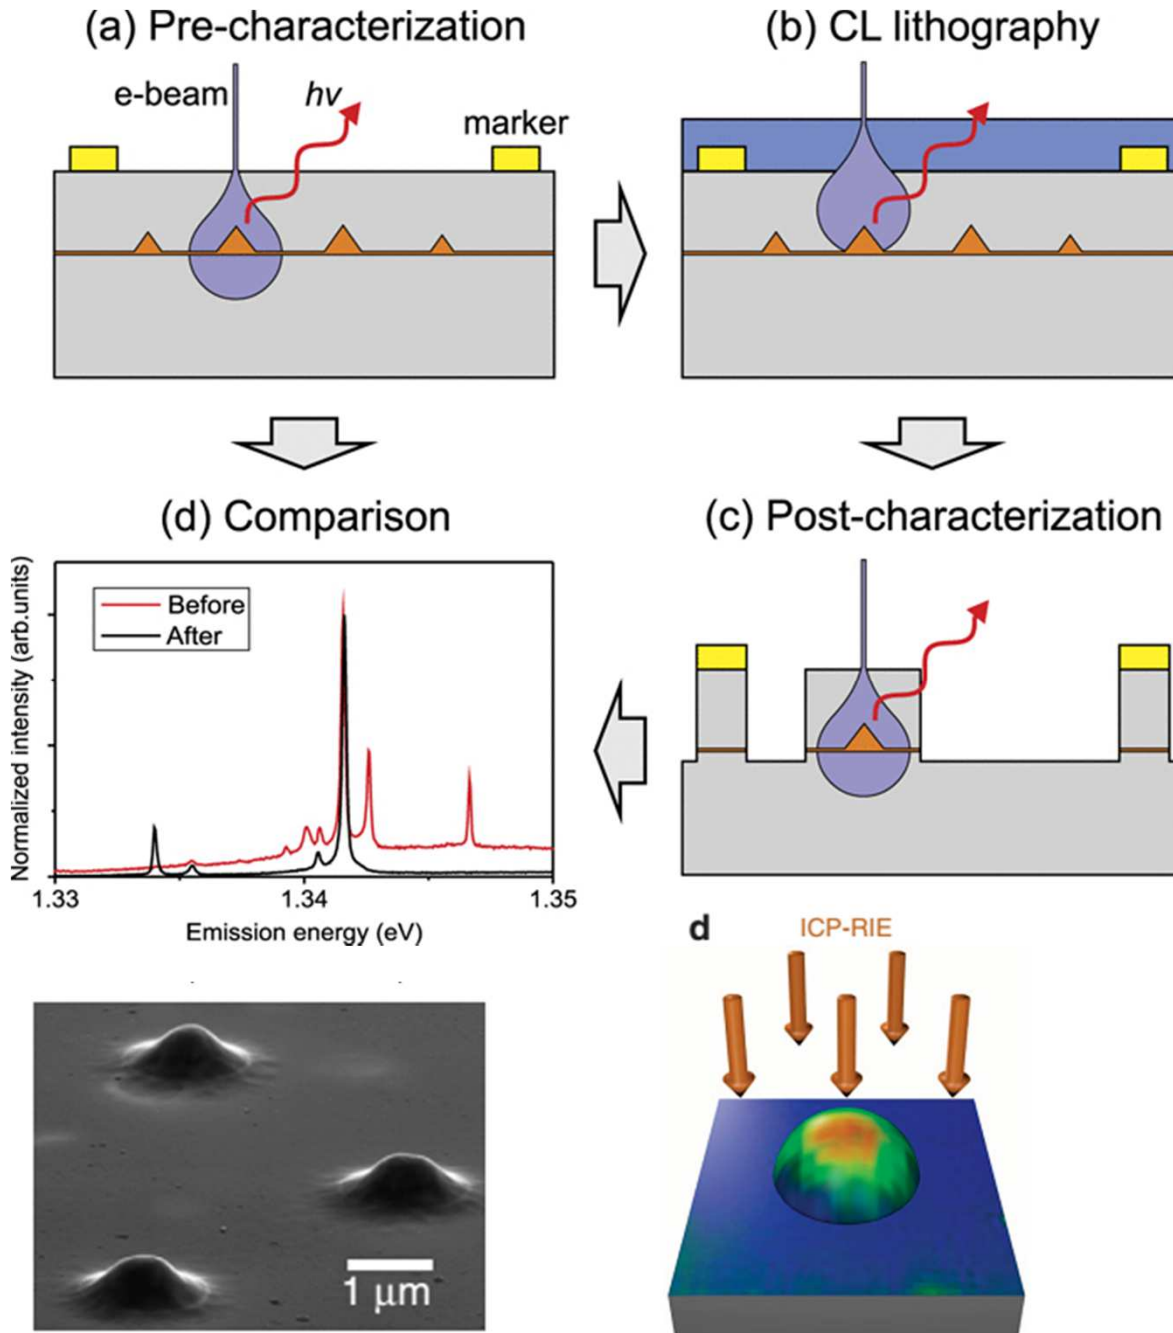 (a) Pre-characterization
(b) CL lithography
e-beam
hν
marker
(d) Comparison
(c) Post-characterization
Normalized intensity (arb.units)
Before
After
1.33
1.34
1.35
Emission energy (eV)
d
ICP-RIE
1 μm